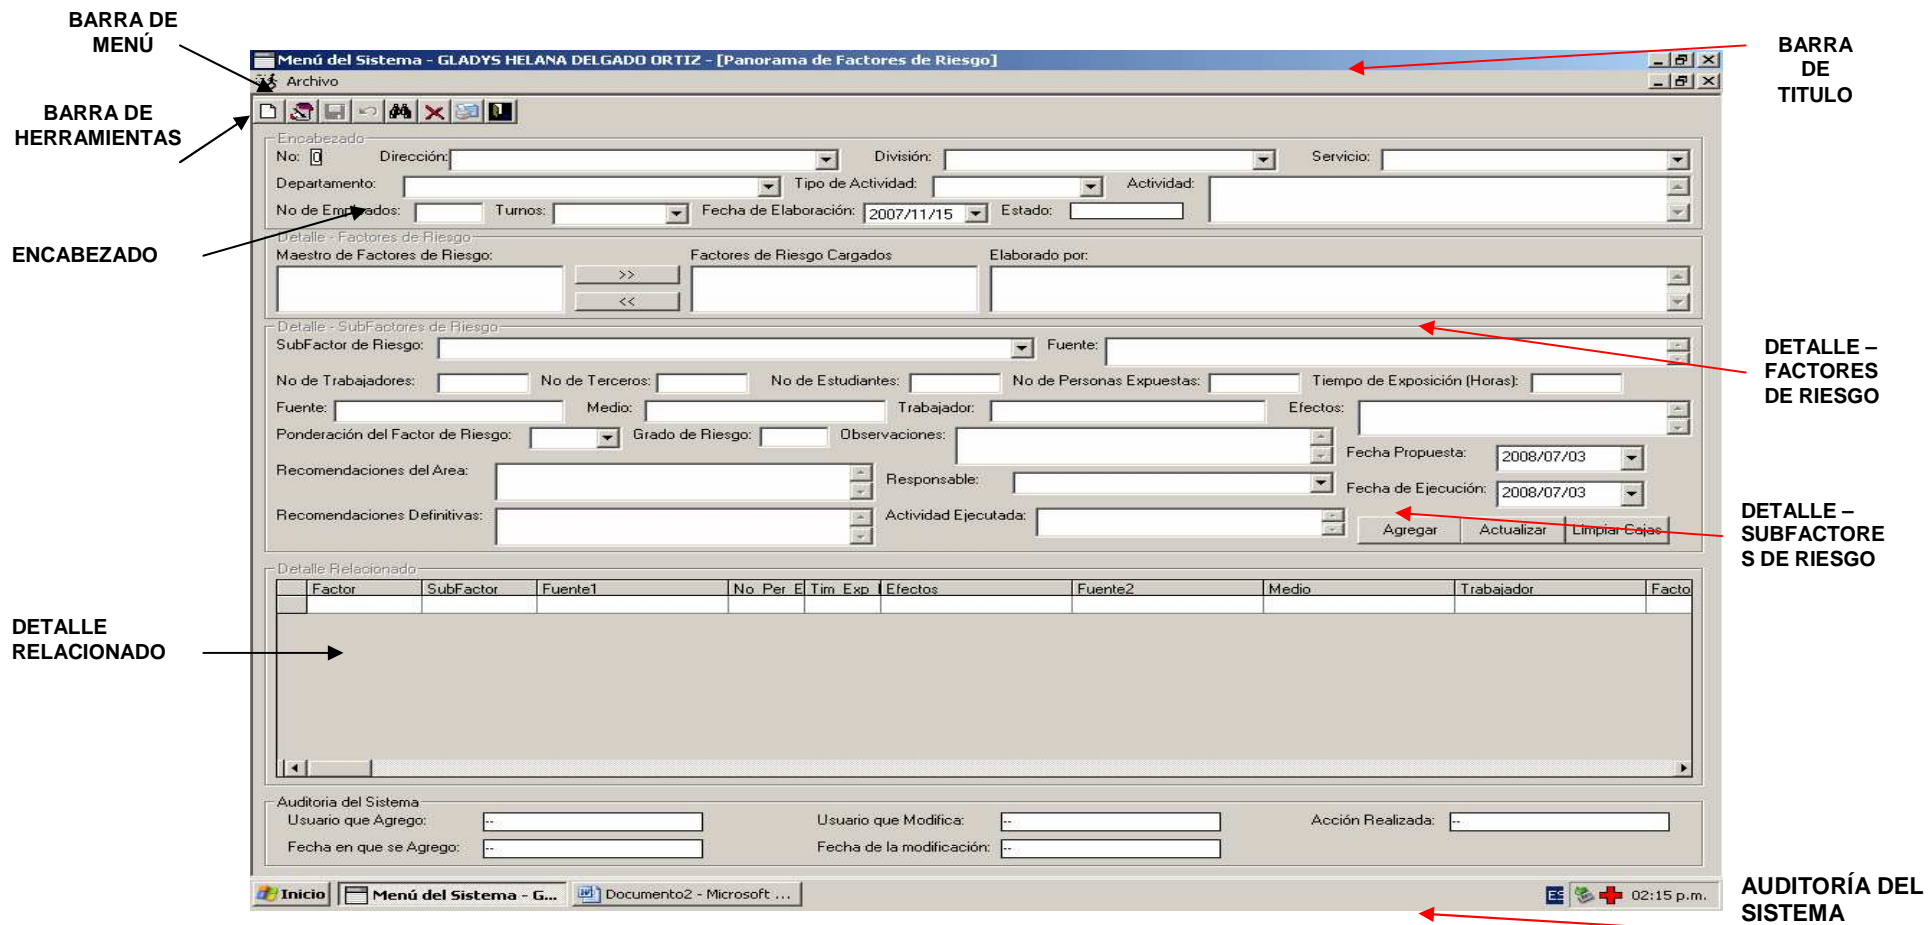 BARRA DE
MENÚ
BARRA
DE
TITULO
BARRA DE
HERRAMIENTAS
ENCABEZADO
DETALLE –
FACTORES
DE RIESGO
DETALLE –
SUBFACTORE
S DE RIESGO
DETALLE
RELACIONADO
AUDITORÍA DEL
SISTEMA
Menú del Sistema - GLADYS HELANA DELGADO ORTIZ - [Panorama de Factores de Riesgo]
Archivo
Encabezado
No: 0 Dirección: División: Servicio:
Departamento: Tipo de Actividad: Actividad:
No de Empleados: Turnos: Fecha de Elaboración: 2007/11/15 Estado:
Detalle - Factores de Riesgo
Maestro de Factores de Riesgo: Factores de Riesgo Cargados Elaborado por:
>>
<<
Detalle - SubFactores de Riesgo
SubFactor de Riesgo: Fuente:
No de Trabajadores: No de Terceros: No de Estudiantes: No de Personas Expuestas: Tiempo de Exposición (Horas):
Fuente: Medio: Trabajador: Efectos:
Ponderación del Factor de Riesgo: Grado de Riesgo: Observaciones:
Fecha Propuesta: 2008/07/03
Recomendaciones del Area: Responsable:
Fecha de Ejecución: 2008/07/03
Recomendaciones Definitivas: Actividad Ejecutada:
Agregar Actualizar Limpiar Cajas
Detalle Relacionado
Factor SubFactor Fuente1 No_Per_E Tim_Exp_ Efectos Fuente2 Medio Trabajador Facto
Auditoria del Sistema
Usuario que Agrego: -- Usuario que Modifica: -- Acción Realizada: --
Fecha en que se Agrego: -- Fecha de la modificación: --
Inicio Menú del Sistema - G... Documento2 - Microsoft ... ES 02:15 p.m.